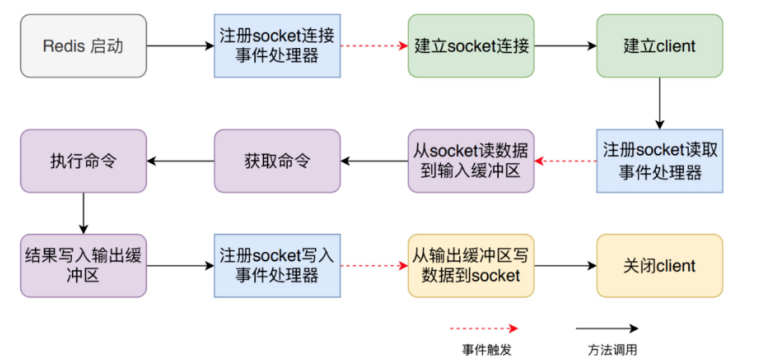 Redis 启动
注册socket连接
事件处理器
建立socket连接
建立client
执行命令
获取命令
从socket读数据
到输入缓冲区
注册socket读取
事件处理器
结果写入输出缓
冲区
注册socket写入
事件处理器
从输出缓冲区写
数据到socket
关闭client
事件触发
方法调用